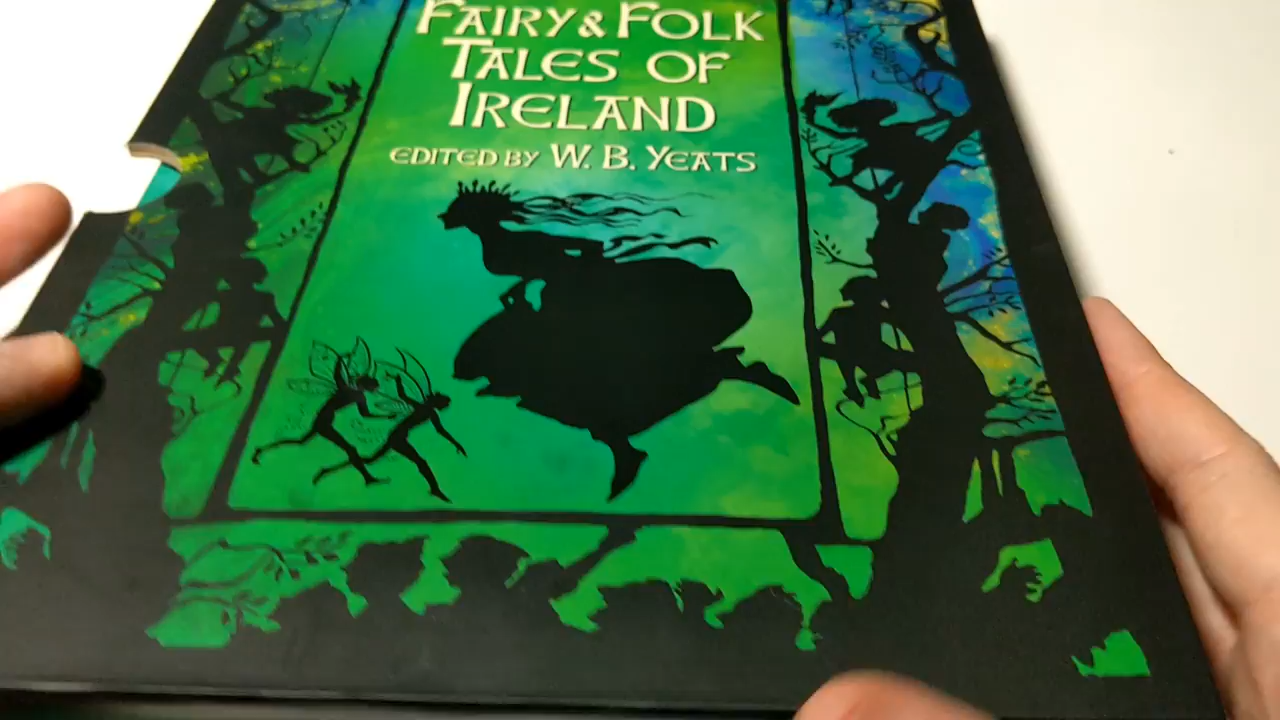 FAIRY & FOLK
TALES OF
IRELAND
EDITED BY W. B. YEATS